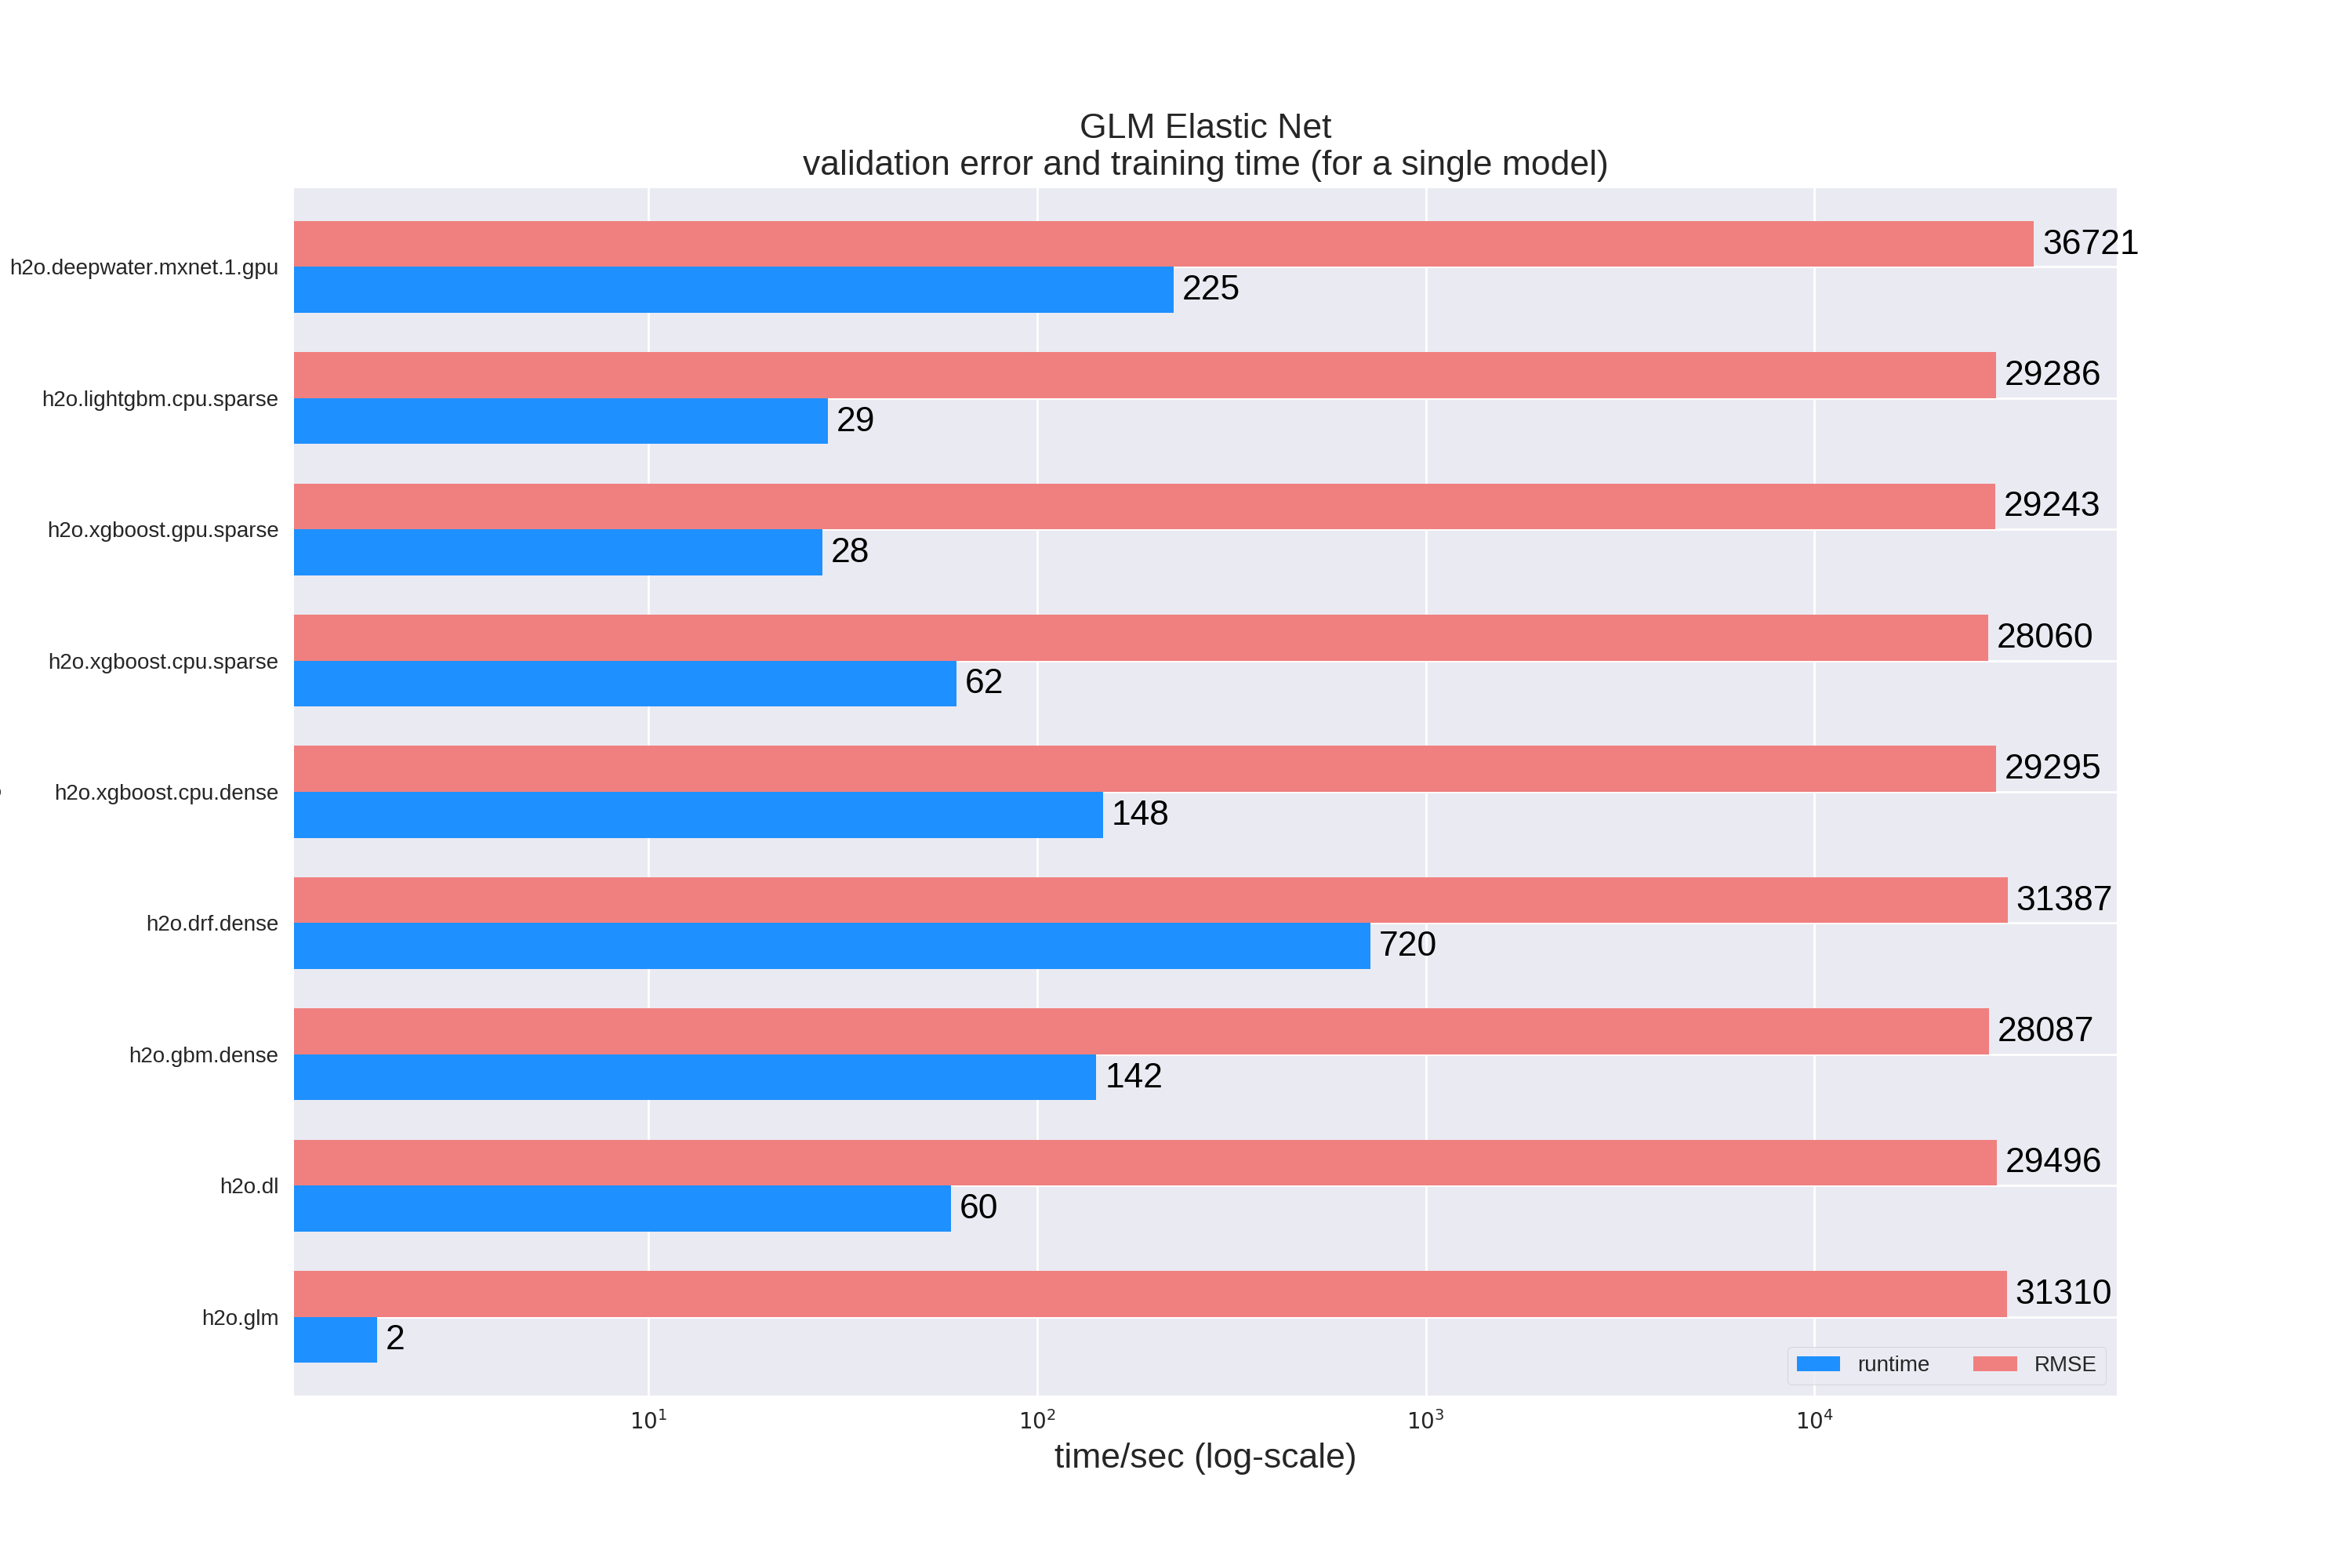 GLM Elastic Net
validation error and training time (for a single model)
h2o.deepwater.mxnet.1.gpu
36721
225
h2o.lightgbm.cpu.sparse
29286
29
h2o.xgboost.gpu.sparse
29243
28
h2o.xgboost.cpu.sparse
28060
62
h2o.xgboost.cpu.dense
29295
148
h2o.drf.dense
31387
720
h2o.gbm.dense
28087
142
h2o.dl
29496
60
h2o.glm
31310
2
runtime RMSE
10¹ 10² 10³ 10⁴
time/sec (log-scale)